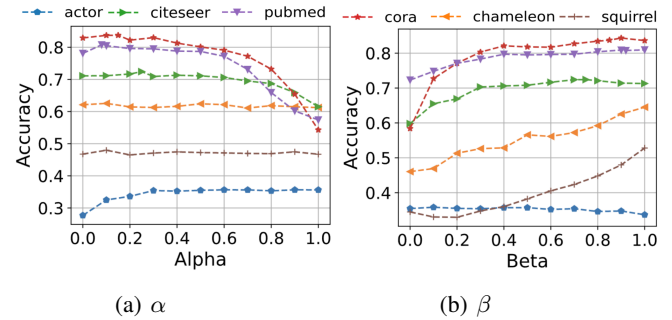 actor citeseer pubmed cora chameleon squirrel
Accuracy
0.8
0.7
0.6
0.5
0.4
0.3
0.0 0.2 0.4 0.6 0.8 1.0
Alpha
(a) α
Accuracy
0.8
0.7
0.6
0.5
0.4
0.0 0.2 0.4 0.6 0.8 1.0
Beta
(b) β